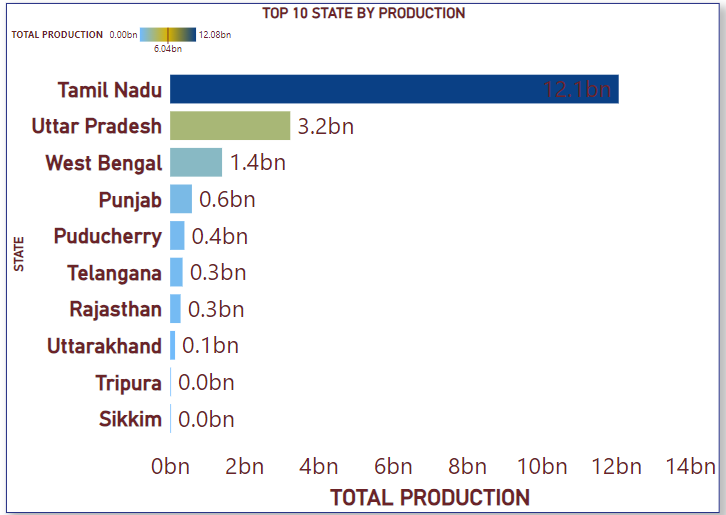 TOP 10 STATE BY PRODUCTION
TOTAL PRODUCTION 0.00bn 12.08bn
6.04bn
Tamil Nadu 12.1bn
Uttar Pradesh 3.2bn
West Bengal 1.4bn
Punjab 0.6bn
Puducherry 0.4bn
STATE
Telangana 0.3bn
Rajasthan 0.3bn
Uttarakhand 0.1bn
Tripura 0.0bn
Sikkim 0.0bn
0bn 2bn 4bn 6bn 8bn 10bn 12bn 14bn
TOTAL PRODUCTION